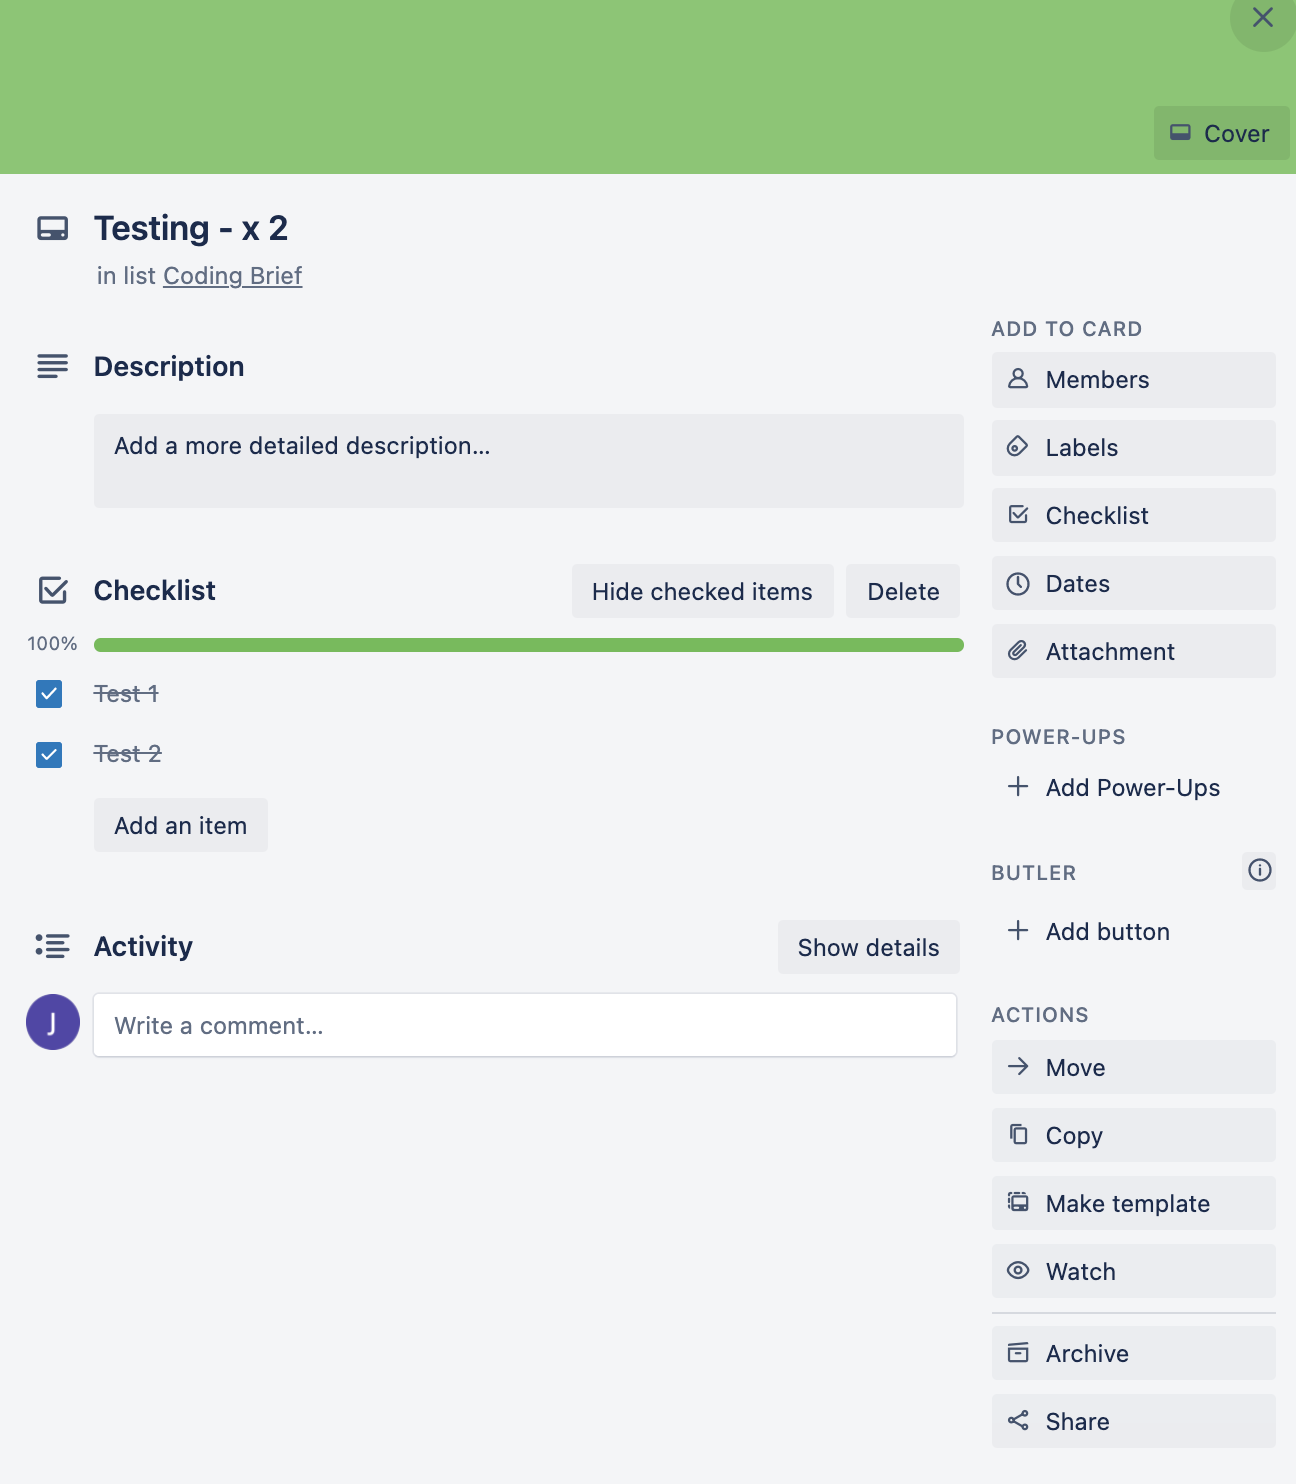 Cover
Testing - x 2
in list Coding Brief
Description
Add a more detailed description...
Checklist
Hide checked items
Delete
100%
Test 1
Test 2
Add an item
Activity
Show details
J
Write a comment...
ADD TO CARD
Members
Labels
Checklist
Dates
Attachment
POWER-UPS
Add Power-Ups
BUTLER
Add button
ACTIONS
Move
Copy
Make template
Watch
Archive
Share